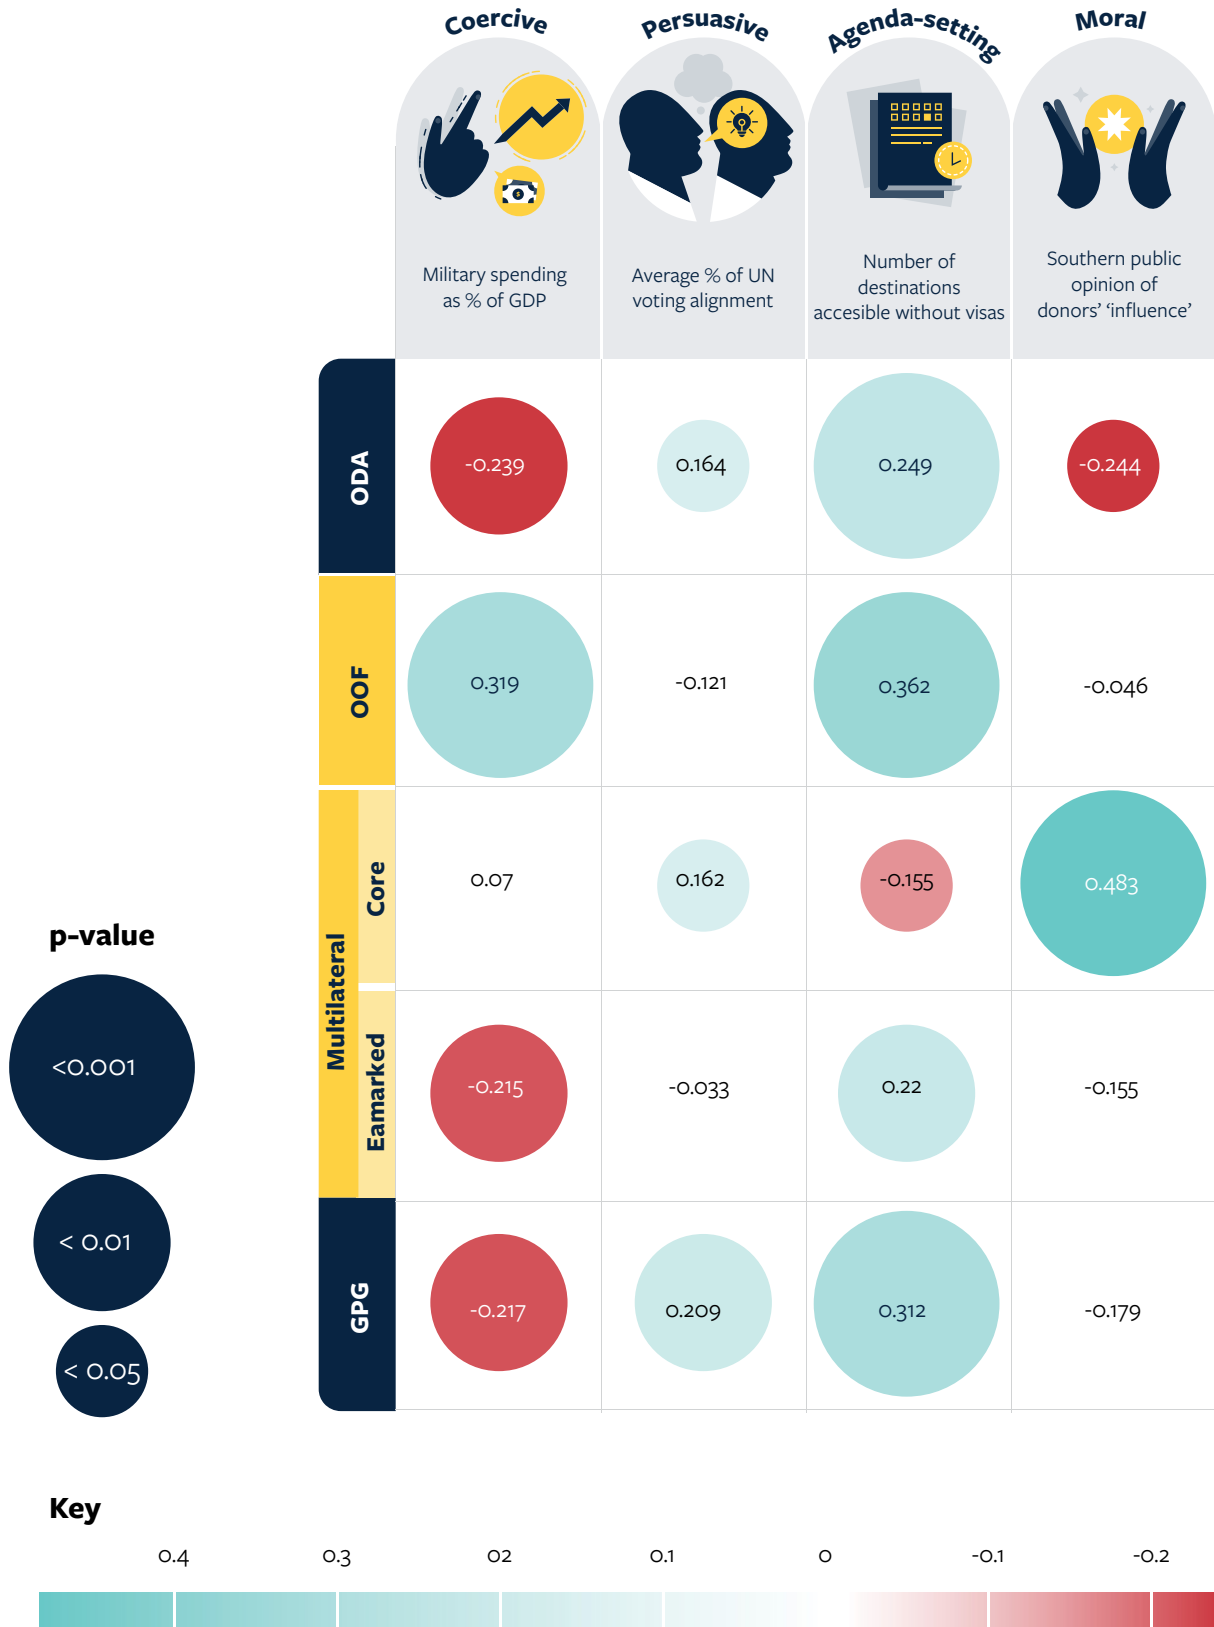 Coercive
Persuasive
Agenda-setting
Moral
Military spending
as % of GDP
Average % of UN
voting alignment
Number of
destinations
accesible without visas
Southern public
opinion of
donors’ ‘influence’
ODA
-0.239
0.164
0.249
-0.244
OOF
0.319
-0.121
0.362
-0.046
Multilateral
Core
0.07
0.162
-0.155
0.483
Eamarked
-0.215
-0.033
0.22
-0.155
GPG
-0.217
0.209
0.312
-0.179
p-value
<0.001
< 0.01
< 0.05
Key
0.4 0.3 02 0.1 0 -0.1 -0.2